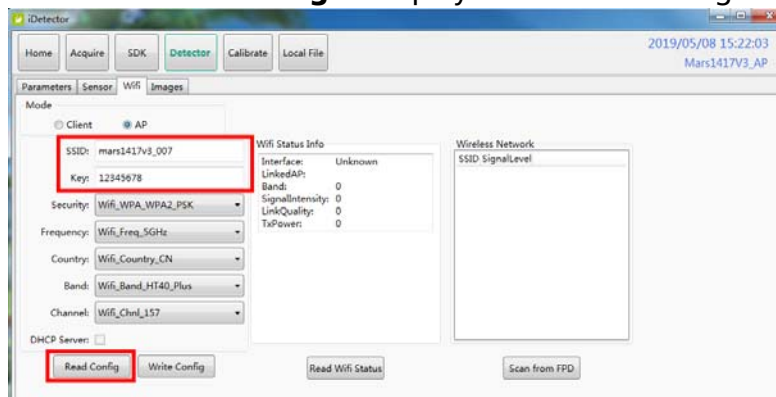 iDetector
Home Acquire SDK Detector Calibrate Local File
2019/05/08 15:22:03
Mars1417V3_AP
Parameters Sensor Wifi Images
Mode
Client AP
SSID: mars1417v3_007
Key: 12345678
Security: Wifi_WPA_WPA2_PSK
Frequency: Wifi_Freq_5GHz
Country: Wifi_Country_CN
Band: Wifi_Band_HT40_Plus
Channel: Wifi_Chnl_157
DHCP Server:
Read Config Write Config
Wifi Status Info
Interface: Unknown
LinkedAP:
Band: 0
SignalIntensity: 0
LinkQuality: 0
TxPower: 0
Read Wifi Status
Wireless Network
SSID SignalLevel
Scan from FPD